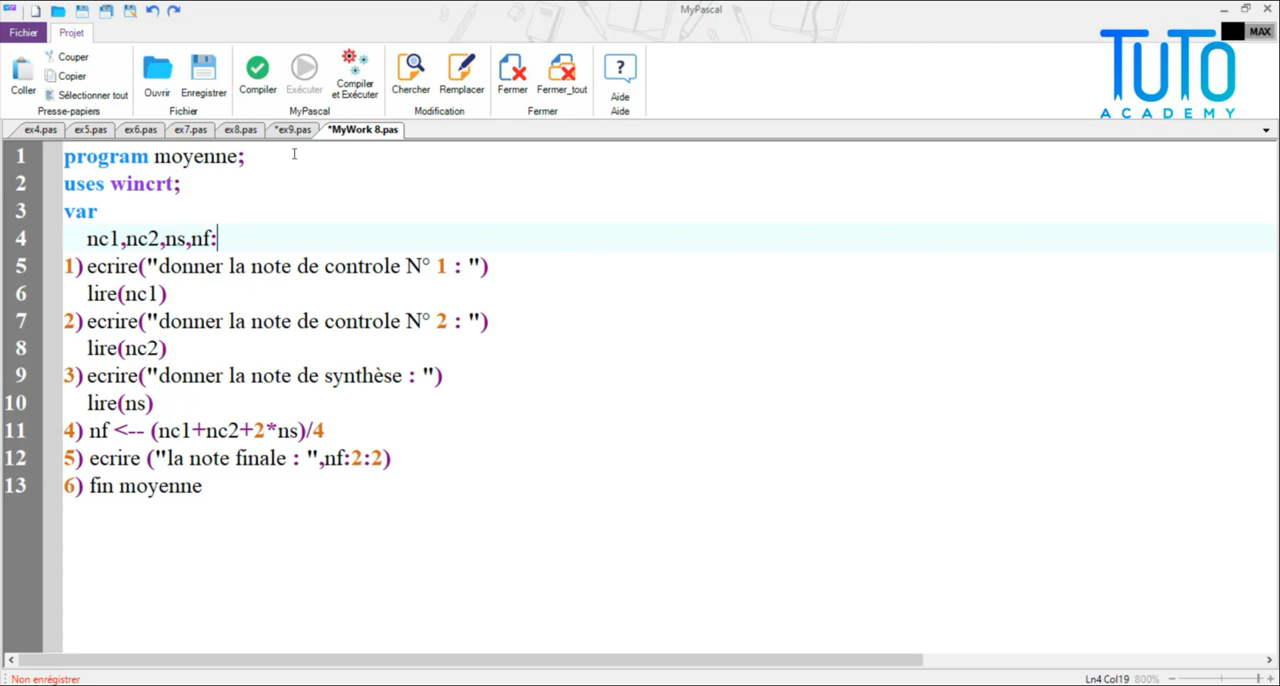 MyPascal
Fichier Projet
Coller
Couper
Copier
Sélectionner tout
Presse-papiers
Ouvrir
Enregistrer
Fichier
Compiler
Exécuter
Compiler
et Exécuter
MyPascal
Chercher
Remplacer
Modification
Fermer
Fermer_tout
Fermer
?
Aide
Aide
MAX
TUTO
ACADEMY
ex4.pas ex5.pas ex6.pas ex7.pas ex8.pas *ex9.pas *MyWork 8.pas
1 program moyenne;
2 uses wincrt;
3 var
4 nc1,nc2,ns,nf:
5 1) ecrire("donner la note de controle N° 1 : ")
6 lire(nc1)
7 2) ecrire("donner la note de controle N° 2 : ")
8 lire(nc2)
9 3) ecrire("donner la note de synthèse : ")
10 lire(ns)
11 4) nf <-- (nc1+nc2+2*ns)/4
12 5) ecrire ("la note finale : ",nf:2:2)
13 6) fin moyenne
Non enrégistrer
Ln4 Col19 800%